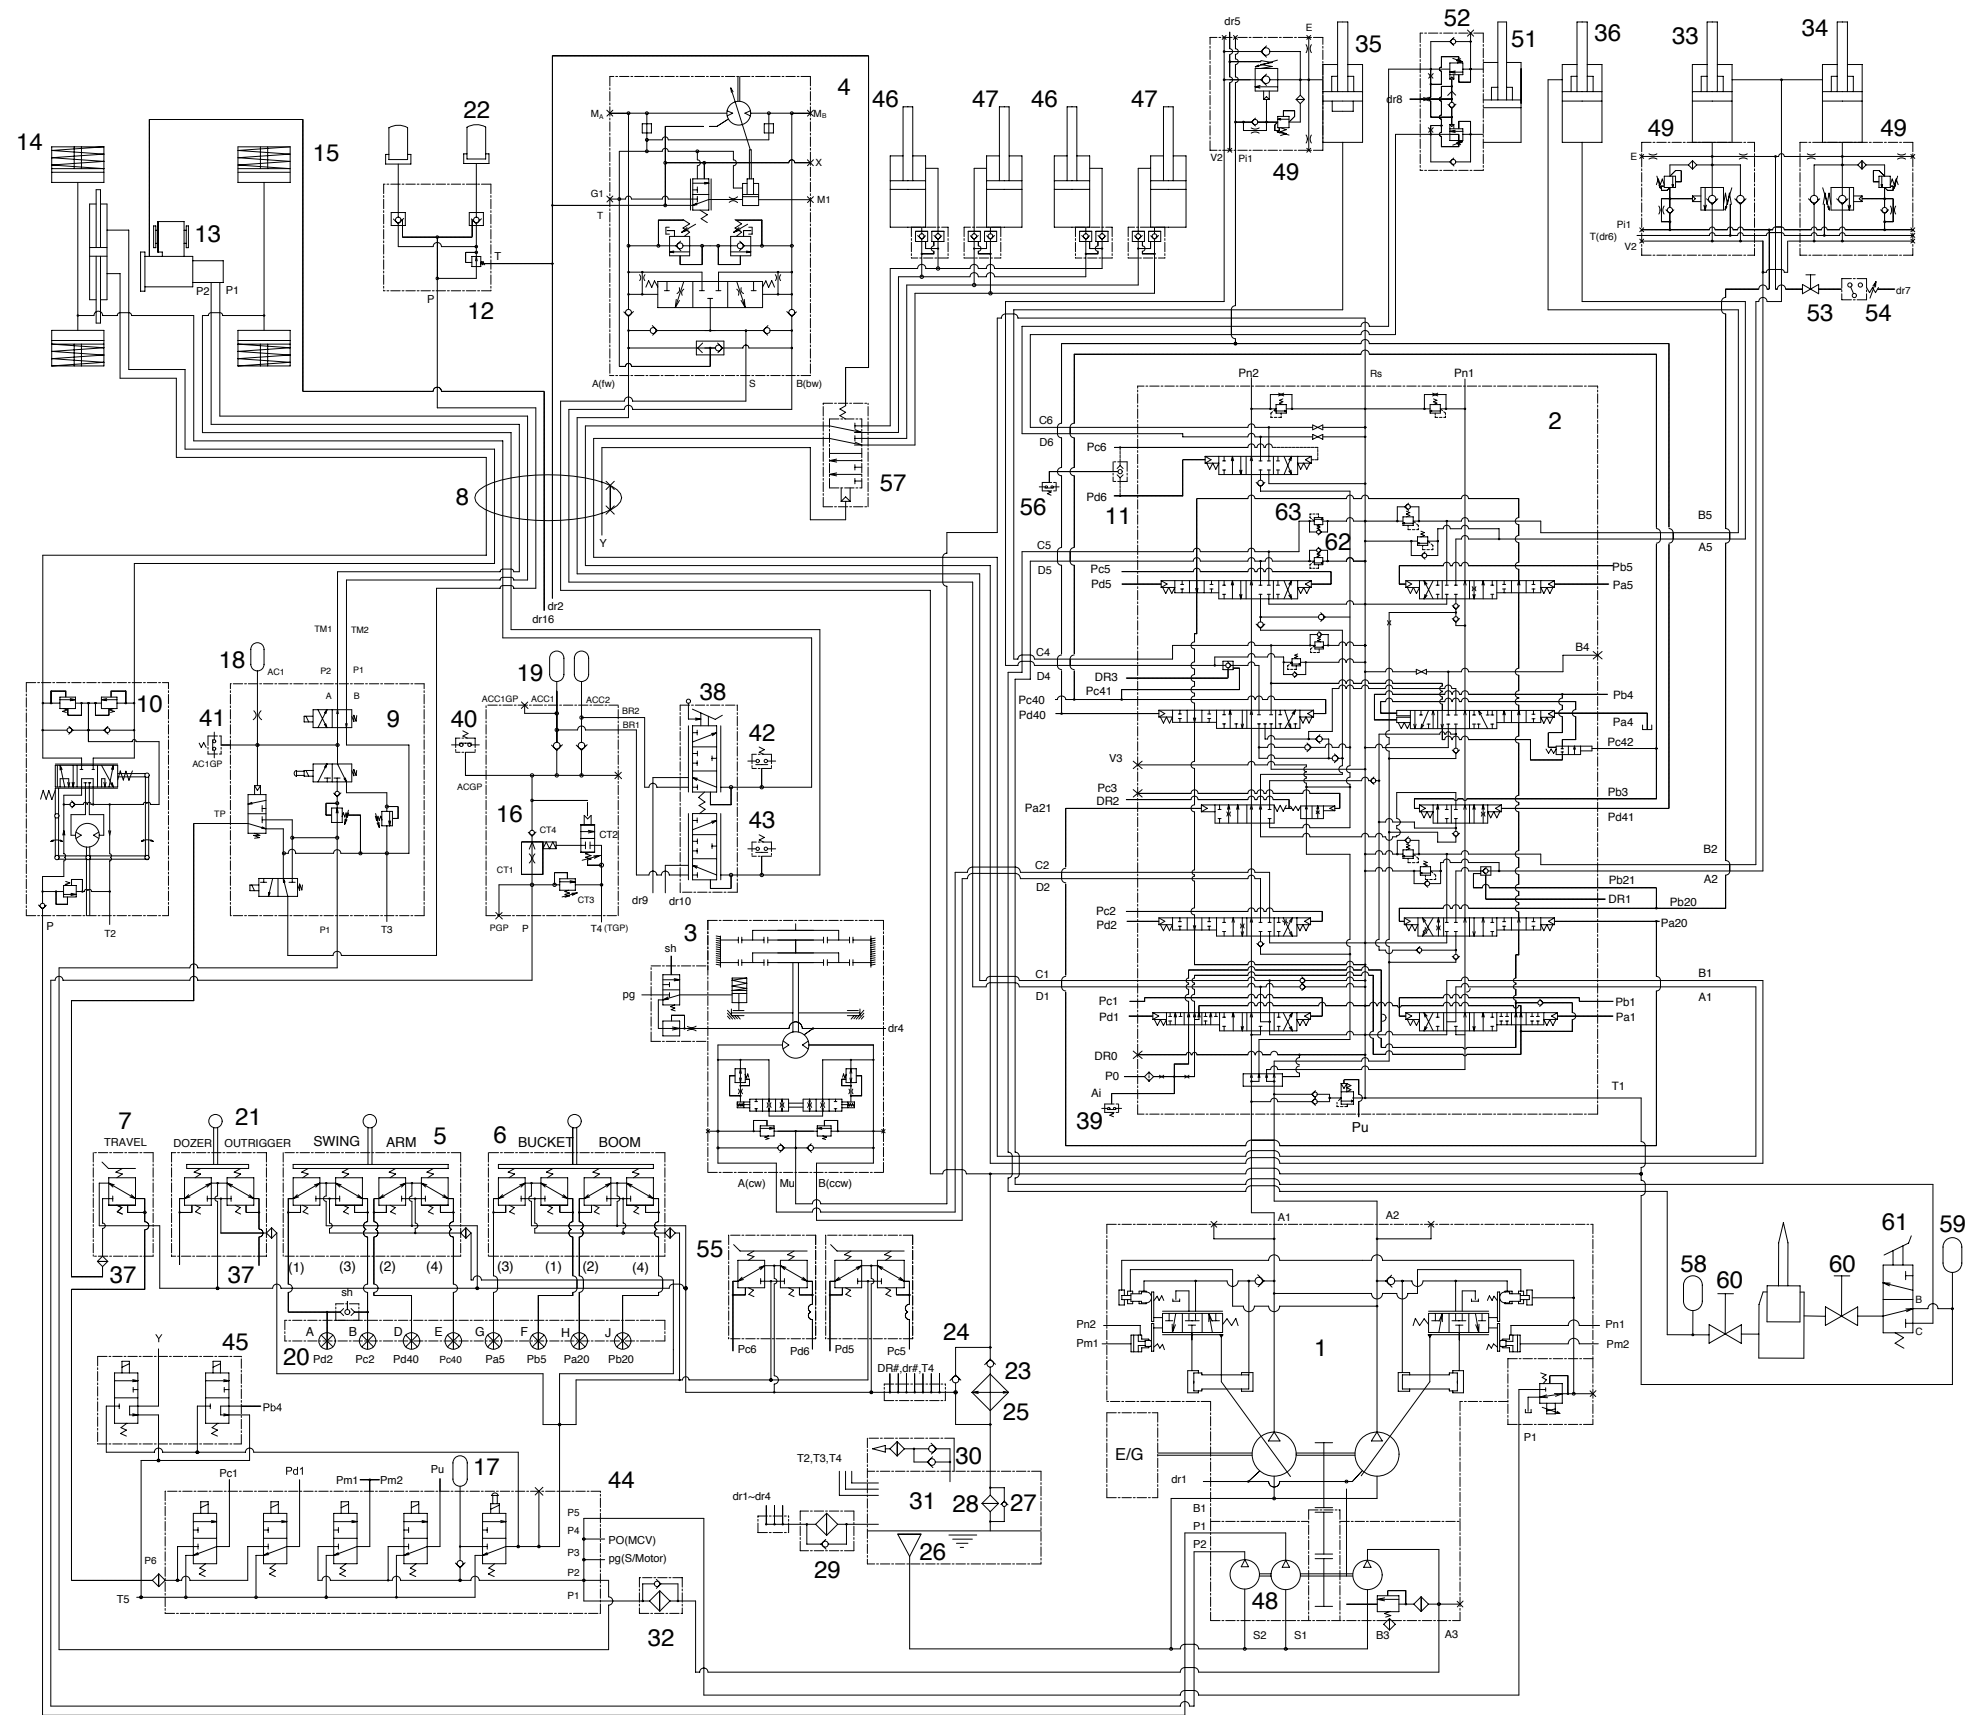 dr5
E
52
51
35
36
33
34
14
15
22
4
46
47
46
47
MA
MB
X
dr8
13
49
49
49
G1
M1
T
V2
Pi1
E
Pi1
T(dr6)
V2
P2
P1
T
P
12
53
54
dr7
A(fw)
S
B(bw)
Pn2
Rs
Pn1
2
C6
D6
Pc6
8
57
56
Pd6
11
63
62
B5
A5
Y
C5
D5
Pc5
Pd5
Pb5
Pa5
dr2
dr16
TM1
TM2
18
AC1
P2
P1
A
B
19
ACC1GP
ACC1
ACC2
38
C4
D4
DR3
Pc41
Pc40
Pd40
B4
Pb4
Pa4
Pc42
10
41
9
40
BR2
BR1
42
AC1GP
ACGP
V3
Pc3
DR2
Pa21
Pb3
Pd41
TP
16
CT4
CT2
CT1
CT3
43
C2
D2
B2
A2
Pb21
DR1
Pb20
dr9
dr10
P
T2
P1
T3
PGP
P
T4 (TGP)
Pc2
Pd2
Pa20
3
sh
pg
dr4
C1
D1
Pc1
Pd1
B1
A1
Pb1
Pa1
DR0
P0
Ai
39
T1
Pu
7
TRAVEL
21
DOZER
OUTRIGGER
SWING
ARM
5
6
BUCKET
BOOM
A(cw)
Mu
B(ccw)
37
37
(1)
(3)
(2)
(4)
(3)
(1)
(2)
(4)
55
A1
A2
61
59
58
60
60
B
C
sh
A
B
D
E
G
F
H
J
20
Pd2
Pc2
Pd40
Pc40
Pa5
Pb5
Pa20
Pb20
Pc6
Pd6
Pd5
Pc5
24
Pn2
Pm1
Pn1
Pm2
1
DR#,dr#,T4
23
25
Y
45
Pb4
E/G
P1
30
T2,T3,T4
dr1
Pc1
Pd1
Pm1
Pm2
Pu
17
44
31
28
27
dr1~dr4
B1
P1
P2
P5
P4
PO(MCV)
P3
pg(S/Motor)
P2
P1
P6
T5
29
26
48
32
S2
S1
B3
A3